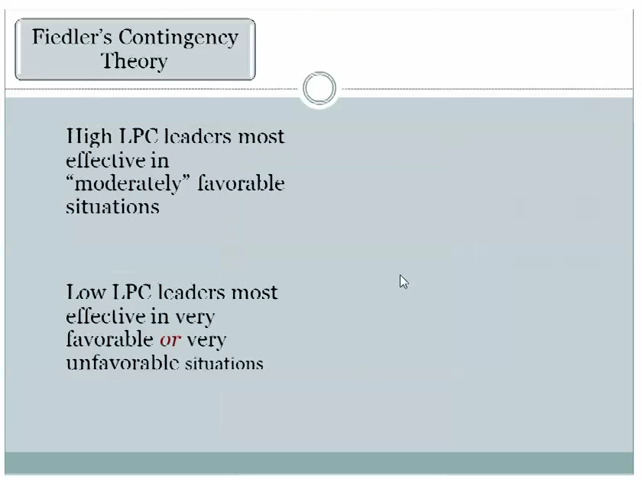 Fiedler's Contingency
Theory
High LPC leaders most
effective in
“moderately” favorable
situations
Low LPC leaders most
effective in very
favorable or very
unfavorable situations